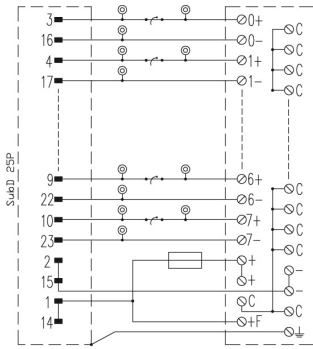 SubD 25P
3 0+ C
16 0- C
4 1+ C
17 1- C
9 6+ C
22 6- C
10 7+ C
23 7- C
2 + -
15 + -
1 C C
14 +F